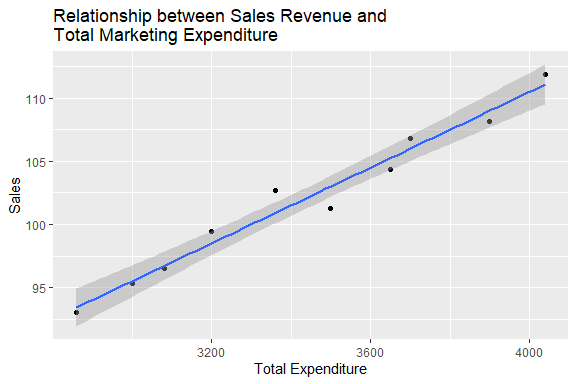 Relationship between Sales Revenue and
Total Marketing Expenditure
110
105
100
95
Sales
3200 3600 4000
Total Expenditure